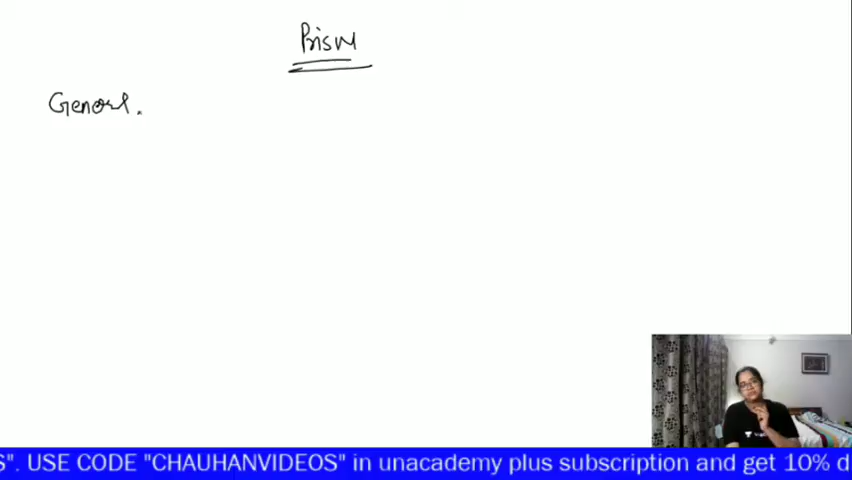 Prism
General.
S". USE CODE "CHAUHANVIDEOS" in unacademy plus subscription and get 10% d